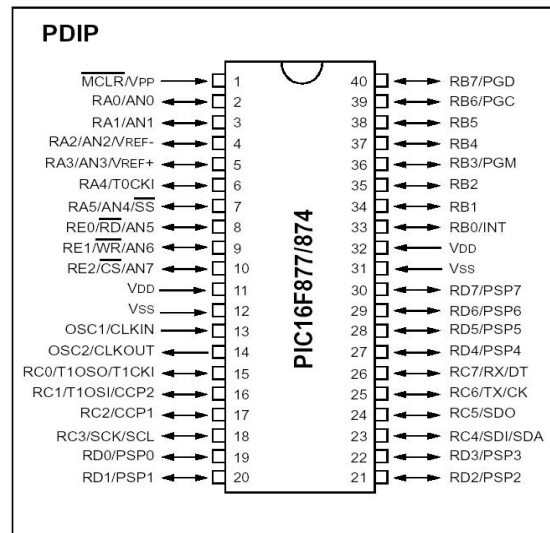 PDIP
MCLR/VPP 1 40 RB7/PGD
RA0/AN0 2 39 RB6/PGC
RA1/AN1 3 38 RB5
RA2/AN2/VREF- 4 37 RB4
RA3/AN3/VREF+ 5 36 RB3/PGM
RA4/T0CKI 6 35 RB2
RA5/AN4/SS 7 34 RB1
RE0/RD/AN5 8 33 RB0/INT
RE1/WR/AN6 9 32 VDD
RE2/CS/AN7 10 31 VSS
VDD 11 30 RD7/PSP7
VSS 12 29 RD6/PSP6
OSC1/CLKIN 13 28 RD5/PSP5
OSC2/CLKOUT 14 27 RD4/PSP4
RC0/T1OSO/T1CKI 15 26 RC7/RX/DT
RC1/T1OSI/CCP2 16 25 RC6/TX/CK
RC2/CCP1 17 24 RC5/SDO
RC3/SCK/SCL 18 23 RC4/SDI/SDA
RD0/PSP0 19 22 RD3/PSP3
RD1/PSP1 20 21 RD2/PSP2
PIC16F877/874